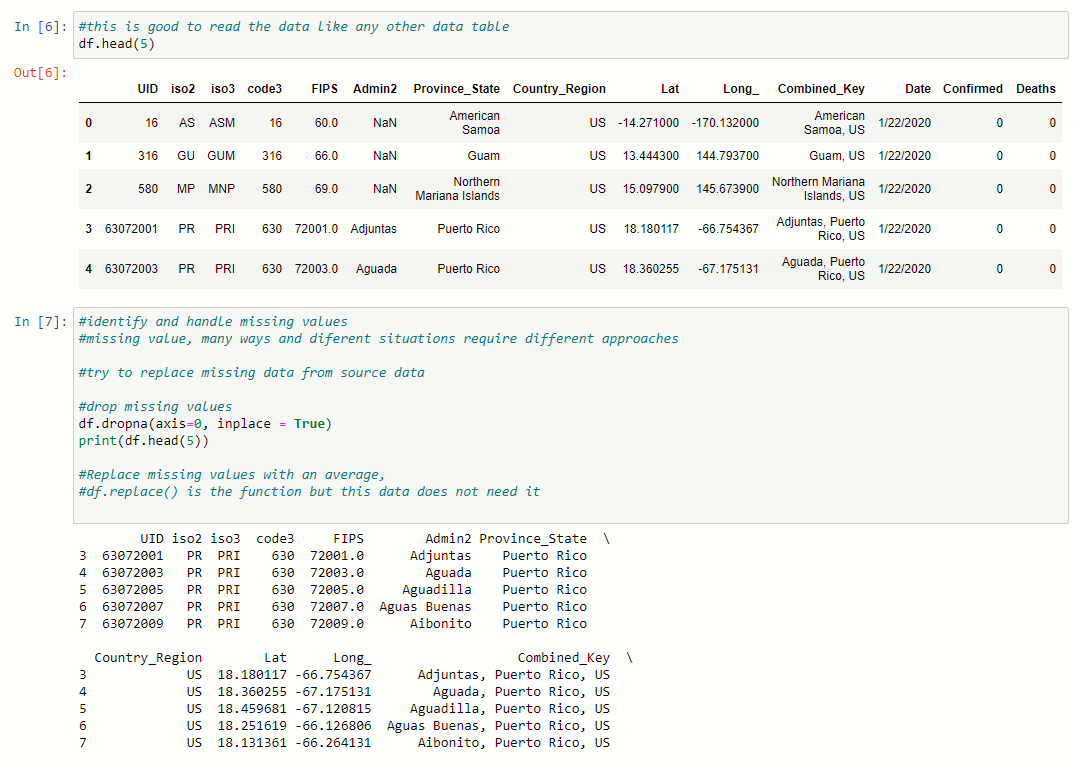 In [6]: #this is good to read the data like any other data table
df.head(5)
Out[6]:
UID iso2 iso3 code3 FIPS Admin2 Province_State Country_Region Lat Long_ Combined_Key Date Confirmed Deaths
0 16 AS ASM 16 60.0 NaN American Samoa US -14.271000 -170.132000 American Samoa, US 1/22/2020 0 0
1 316 GU GUM 316 66.0 NaN Guam US 13.444300 144.793700 Guam, US 1/22/2020 0 0
2 580 MP MNP 580 69.0 NaN Northern Mariana Islands US 15.097900 145.673900 Northern Mariana Islands, US 1/22/2020 0 0
3 63072001 PR PRI 630 72001.0 Adjuntas Puerto Rico US 18.180117 -66.754367 Adjuntas, Puerto Rico, US 1/22/2020 0 0
4 63072003 PR PRI 630 72003.0 Aguada Puerto Rico US 18.360255 -67.175131 Aguada, Puerto Rico, US 1/22/2020 0 0
In [7]: #identify and handle missing values
#missing value, many ways and diferent situations require different approaches
#try to replace missing data from source data
#drop missing values
df.dropna(axis=0, inplace = True)
print(df.head(5))
#Replace missing values with an average,
#df.replace() is the function but this data does not need it
UID iso2 iso3 code3 FIPS Admin2 Province_State \
3 63072001 PR PRI 630 72001.0 Adjuntas Puerto Rico
4 63072003 PR PRI 630 72003.0 Aguada Puerto Rico
5 63072005 PR PRI 630 72005.0 Aguadilla Puerto Rico
6 63072007 PR PRI 630 72007.0 Aguas Buenas Puerto Rico
7 63072009 PR PRI 630 72009.0 Aibonito Puerto Rico
Country_Region Lat Long_ Combined_Key \
3 US 18.180117 -66.754367 Adjuntas, Puerto Rico, US
4 US 18.360255 -67.175131 Aguada, Puerto Rico, US
5 US 18.459681 -67.120815 Aguadilla, Puerto Rico, US
6 US 18.251619 -66.126806 Aguas Buenas, Puerto Rico, US
7 US 18.131361 -66.264131 Aibonito, Puerto Rico, US